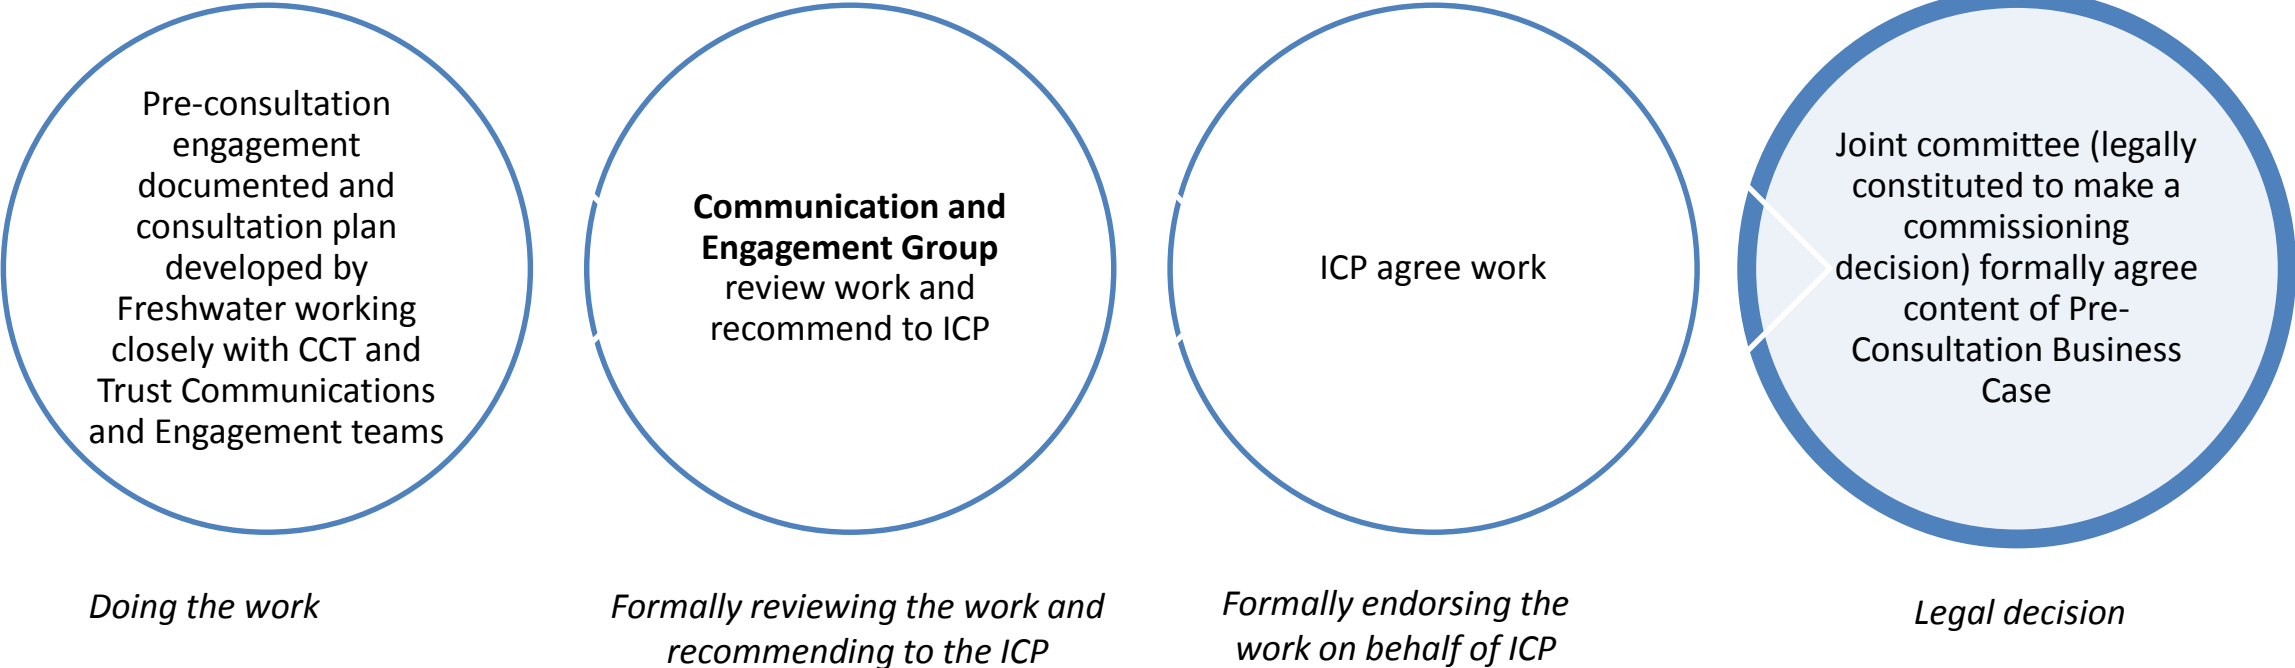 Pre-consultation
engagement
documented and
consultation plan
developed by
Freshwater working
closely with CCT and
Trust Communications
and Engagement teams
Communication and
Engagement Group
review work and
recommend to ICP
ICP agree work
Joint committee (legally
constituted to make a
commissioning
decision) formally agree
content of Pre-
Consultation Business
Case
Doing the work
Formally reviewing the work and
recommending to the ICP
Formally endorsing the
work on behalf of ICP
Legal decision